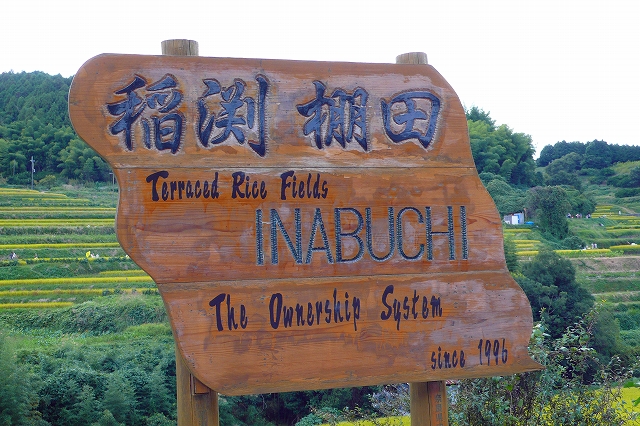 稲渕棚田
Terraced Rice Fields
INABUCHI
The Ownership System
since 1996